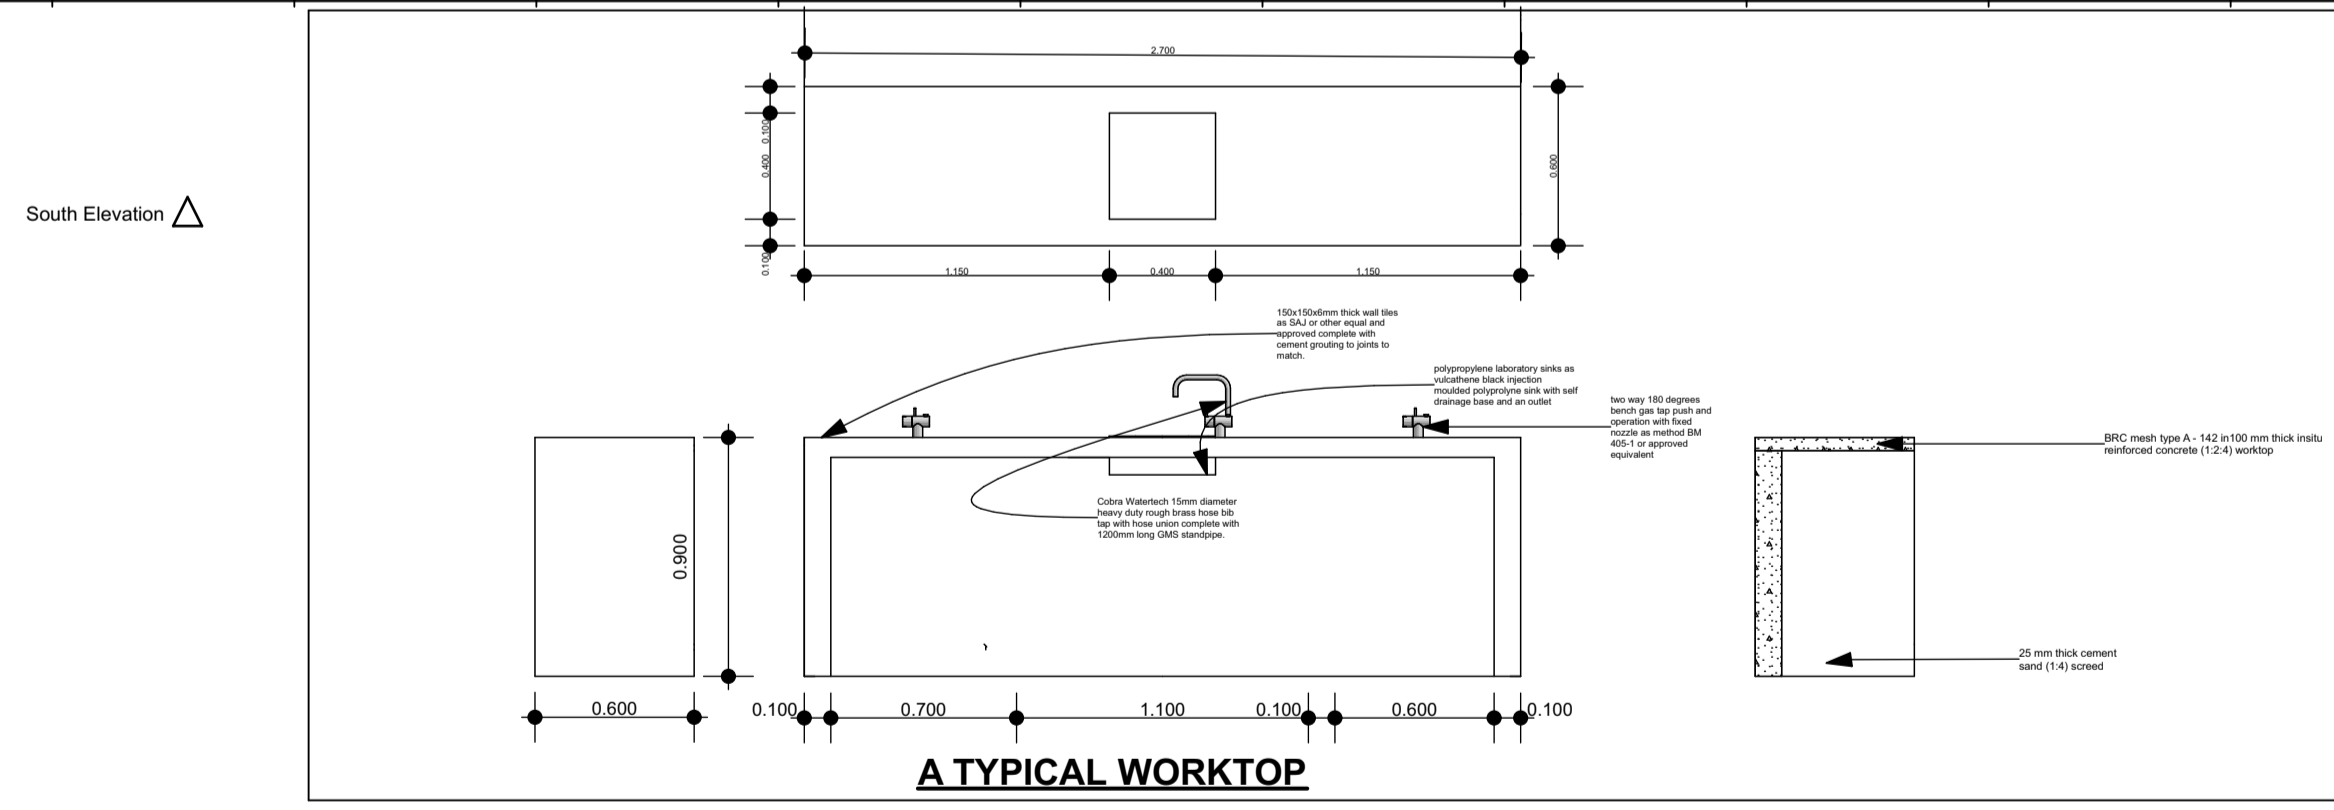 2.700
0.100
0.400
0.100
0.600
South Elevation
1.150
0.400
1.150
150x150x6mm thick wall tiles
as SAJ or other equal and
approved complete with
cement grouting to joints to
match.
polypropylene laboratory sinks as
vulcathene black injection
moulded polyprolyne sink with self
drainage base and an outlet
two way 180 degrees
bench gas tap push and
operation with fixed
nozzle as method BM
405-1 or approved
equivalent
BRC mesh type A - 142 in100 mm thick insitu
reinforced concrete (1:2:4) worktop
Cobra Watertech 15mm diameter
heavy duty rough brass hose bib
tap with hose union complete with
1200mm long GMS standpipe.
0.900
25 mm thick cement
sand (1:4) screed
0.600
0.100
0.700
1.100
0.100
0.600
0.100
A TYPICAL WORKTOP